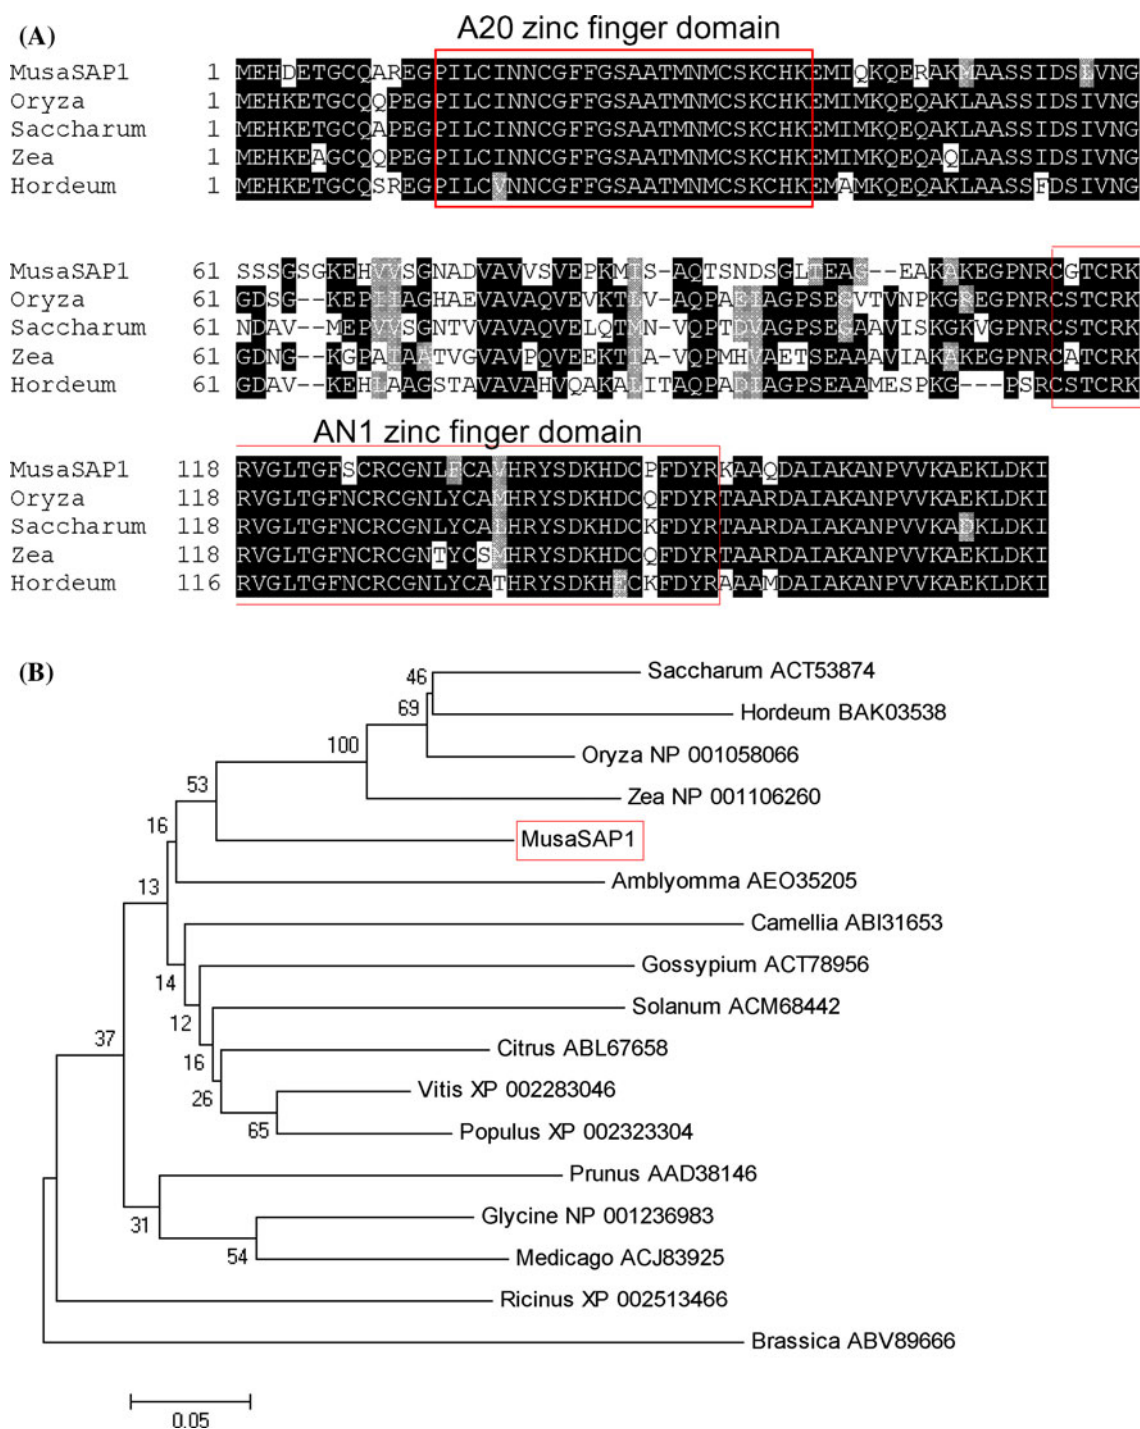 (A)
A20 zinc finger domain
MusaSAP1 1 MEHDETGCQAREGPILCINNCGFFGSAATMNMCSKCHKEMIQKQERAKMAASSIDSLVNG
Oryza 1 MEHKETGCQQPEGPILCINNCGFFGSAATMNMCSKCHKEMIMKQEQAKLAASSIDSIVNG
Saccharum 1 MEHKETGCQAPEGPILCINNCGFFGSAATMNMCSKCHKEMIMKQEQAKLAASSIDSIVNG
Zea 1 MEHKEAGCQQPEGPILCINNCGFFGSAATMNMCSKCHKEMIMKQEQAQLAASSIDSIVNG
Hordeum 1 MEHKETGCQSREGPILCVNNCGFFGSAATMNMCSKCHKEMAMKQEQAKLAASSFDSIVNG
MusaSAP1 61 SSSGSGKEHVVSGNADVAVVSVEPKMIS-AQTSNDSGLTEAG--EAKAKEGPNRCGTCRK
Oryza 61 GDSG--KEPIIAGHAEVAVAQVEVKTLV-AQPAEIAGPSEGVTVNPKGREGPNRCSTCRK
Saccharum 61 NDAV--MEPVVSGNTVVAVAQVELQTMN-VQPTDVAGPSEGAAVISKGKVGPNRCSTCRK
Zea 61 GDNG--KGPAIAATVGVAVPQVEEKTIA-VQPMHVAETSEAAAVIAKAKEGPNRCATCRK
Hordeum 61 GDAV--KEHLAAGSTAVAVAHVQAKALITAQPADIAGPSEAAMESPKG---PSRCSTCRK
AN1 zinc finger domain
MusaSAP1 118 RVGLTGFSCRCGNLFCAVHRYSDKHDCPFDYRKAAQDAIAKANPVVKAEKLDKI
Oryza 118 RVGLTGFNCRCGNLYCAMHRYSDKHDCQFDYRTAARDAIAKANPVVKAEKLDKI
Saccharum 118 RVGLTGFNCRCGNLYCALHRYSDKHDCKFDYRTAARDAIAKANPVVKADKLDKI
Zea 118 RVGLTGFNCRCGNTYCSMHRYSDKHDCQFDYRTAARDAIAKANPVVKAEKLDKI
Hordeum 116 RVGLTGFNCRCGNLYCATHRYSDKHECKFDYRAAAMDAIAKANPVVKAEKLDKI
(B)
Saccharum ACT53874
46
Hordeum BAK03538
69
100
Oryza NP 001058066
53
Zea NP 001106260
16
MusaSAP1
13
Amblyomma AEO35205
Camellia ABI31653
14
Gossypium ACT78956
12
Solanum ACM68442
37
16
Citrus ABL67658
26
Vitis XP 002283046
65
Populus XP 002323304
Prunus AAD38146
31
Glycine NP 001236983
54
Medicago ACJ83925
Ricinus XP 002513466
Brassica ABV89666
0.05